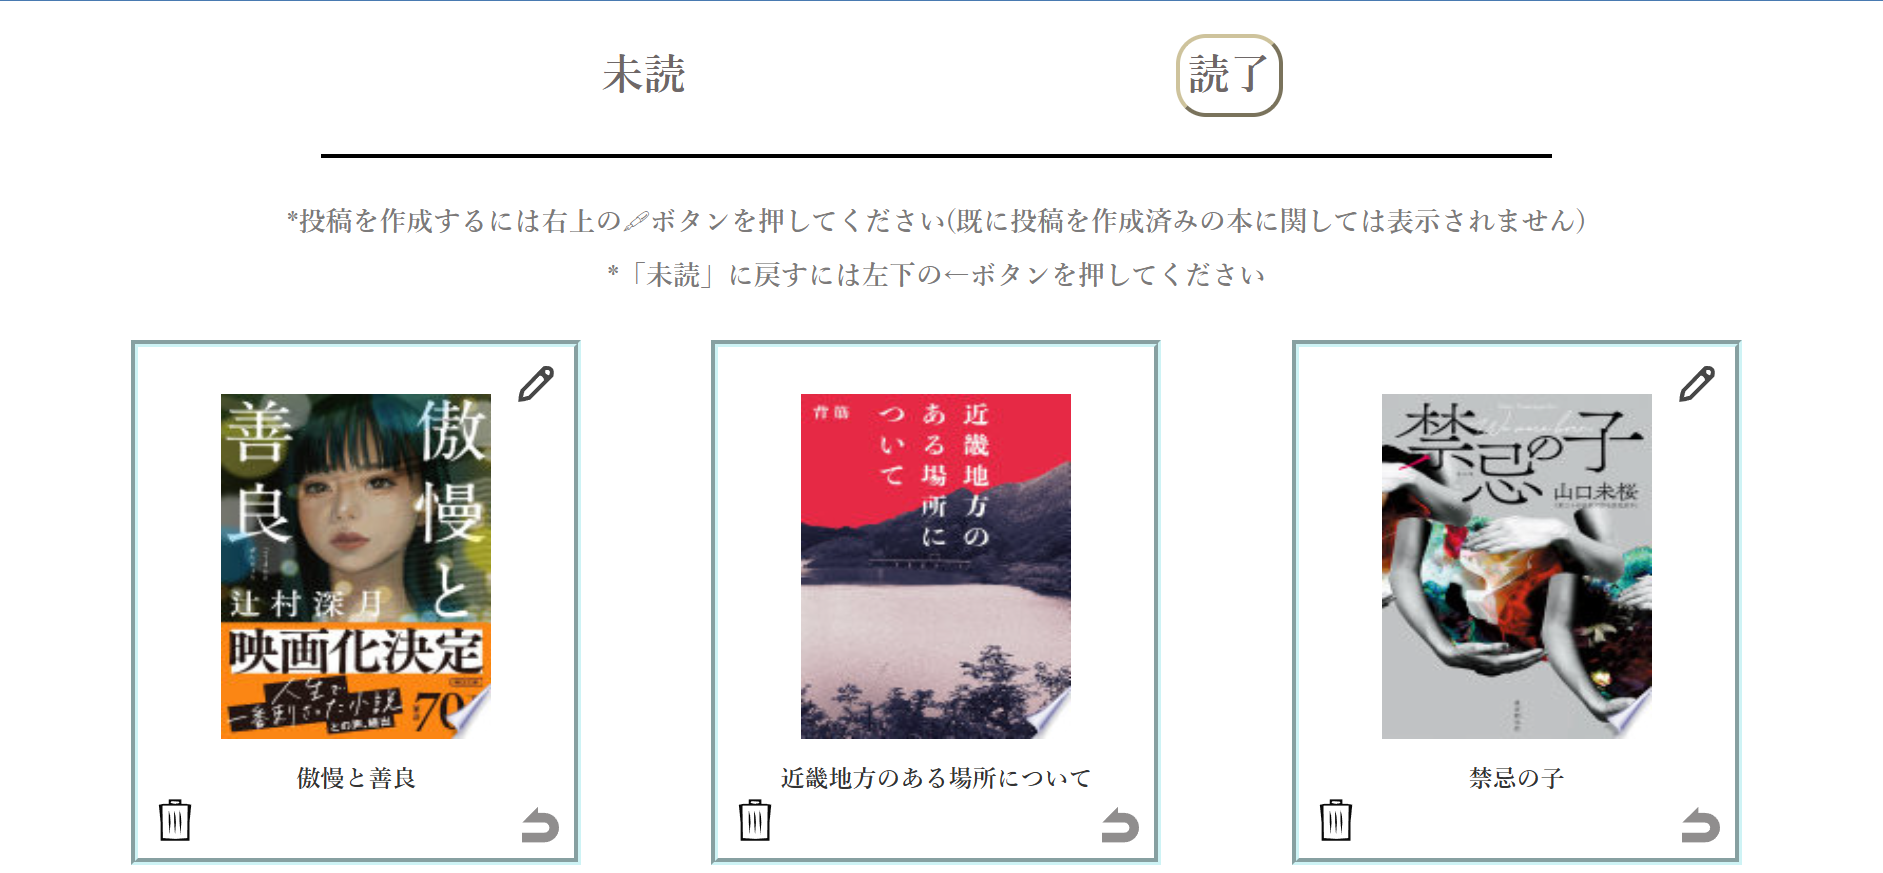 未読
読了
*投稿を作成するには右上の🖊ボタンを押してください(既に投稿を作成済みの本に関しては表示されません)
*「未読」に戻すには左下の←ボタンを押してください
傲慢と
善良
辻村深月
映画化決定
人生で
一番刺さった小説
との声、続出
70
傲慢と善良
近畿地方の
ある場所に
ついて
背筋
近畿地方のある場所について
禁忌の子
山口未桜
禁忌の子